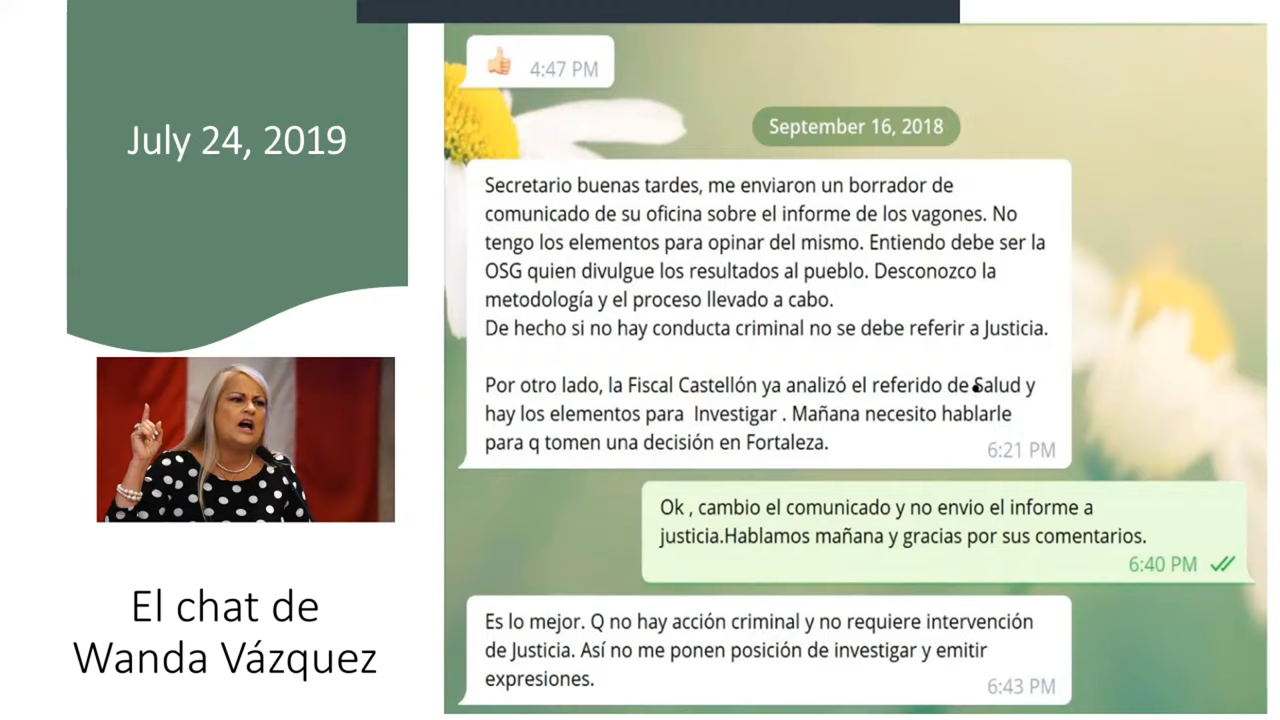 July 24, 2019
El chat de
Wanda Vázquez
👍 4:47 PM
September 16, 2018
Secretario buenas tardes, me enviaron un borrador de
comunicado de su oficina sobre el informe de los vagones. No
tengo los elementos para opinar del mismo. Entiendo debe ser la
OSG quien divulgue los resultados al pueblo. Desconozco la
metodología y el proceso llevado a cabo.
De hecho si no hay conducta criminal no se debe referir a Justicia.
Por otro lado, la Fiscal Castellón ya analizó el referido de Salud y
hay los elementos para Investigar . Mañana necesito hablarle
para q tomen una decisión en Fortaleza.
6:21 PM
Ok , cambio el comunicado y no envio el informe a
justicia.Hablamos mañana y gracias por sus comentarios.
6:40 PM
Es lo mejor. Q no hay acción criminal y no requiere intervención
de Justicia. Así no me ponen posición de investigar y emitir
expresiones.
6:43 PM